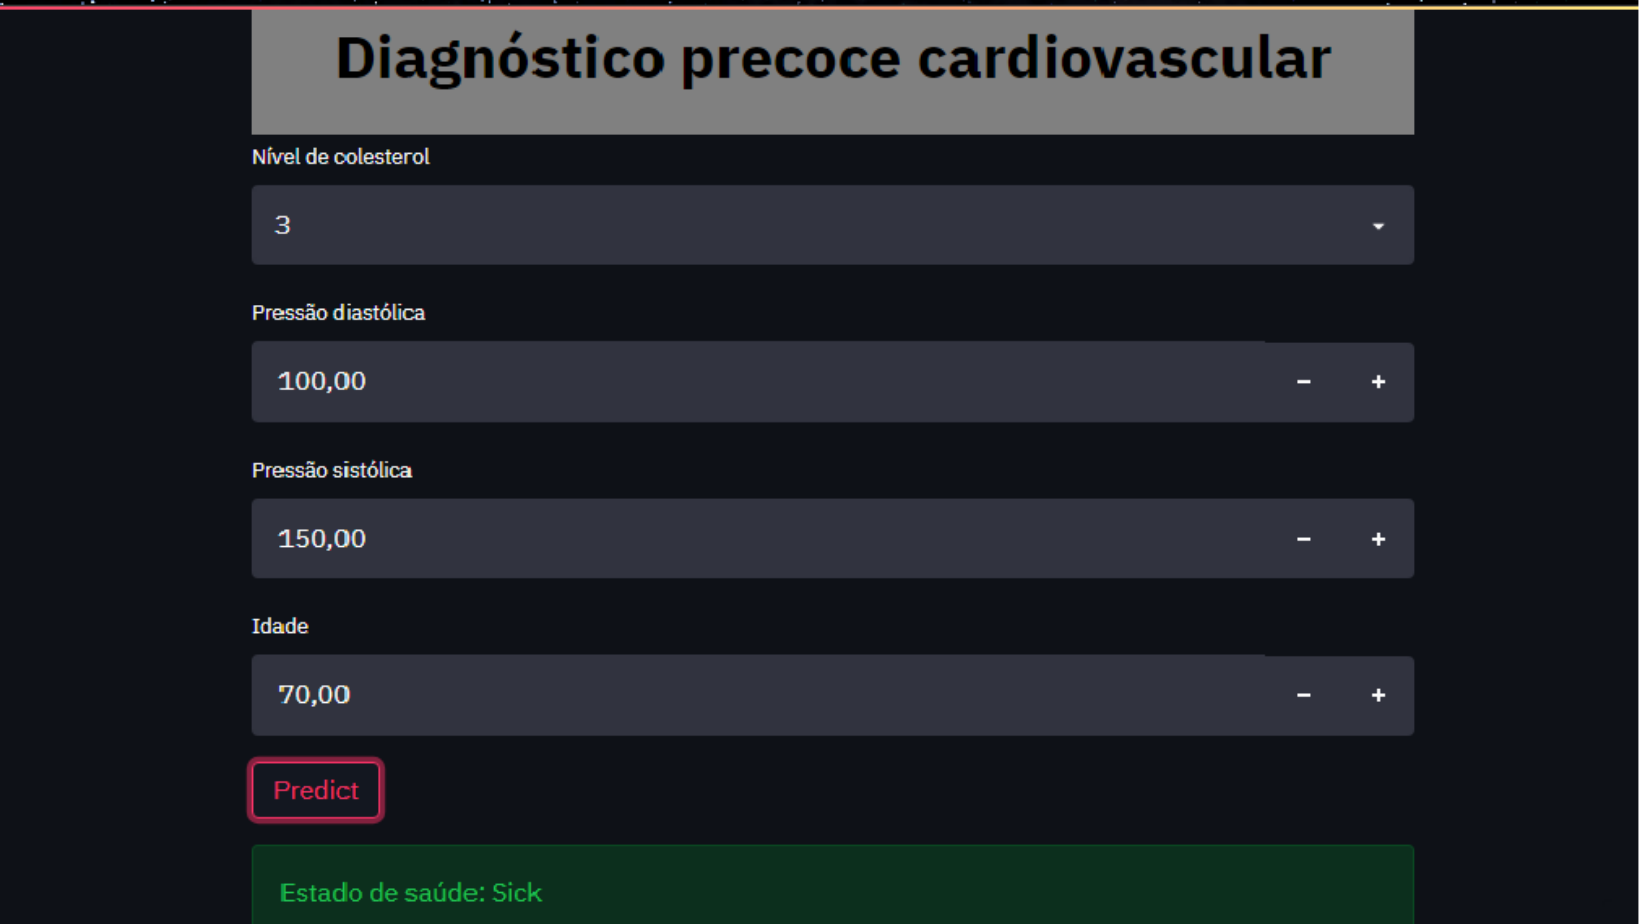 Diagnóstico precoce cardiovascular
Nível de colesterol
3
Pressão diastólica
100,00
Pressão sistólica
150,00
Idade
70,00
Predict
Estado de saúde: Sick